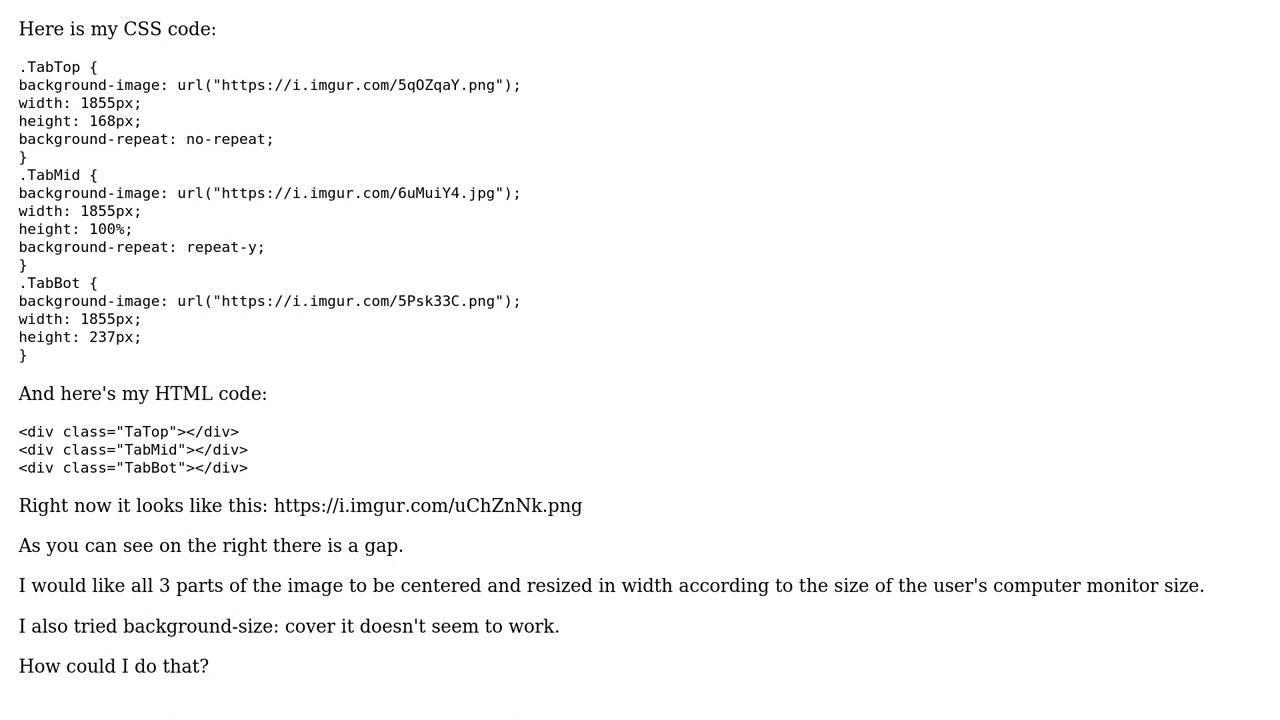 Here is my CSS code:
.TabTop {
background-image: url("https://i.imgur.com/5qOZqaY.png");
width: 1855px;
height: 168px;
background-repeat: no-repeat;
}
.TabMid {
background-image: url("https://i.imgur.com/6uMuiY4.jpg");
width: 1855px;
height: 100%;
background-repeat: repeat-y;
}
.TabBot {
background-image: url("https://i.imgur.com/5Psk33C.png");
width: 1855px;
height: 237px;
}
And here's my HTML code:
<div class="TaTop"></div>
<div class="TabMid"></div>
<div class="TabBot"></div>
Right now it looks like this: https://i.imgur.com/uChZnNk.png
As you can see on the right there is a gap.
I would like all 3 parts of the image to be centered and resized in width according to the size of the user's computer monitor size.
I also tried background-size: cover it doesn't seem to work.
How could I do that?